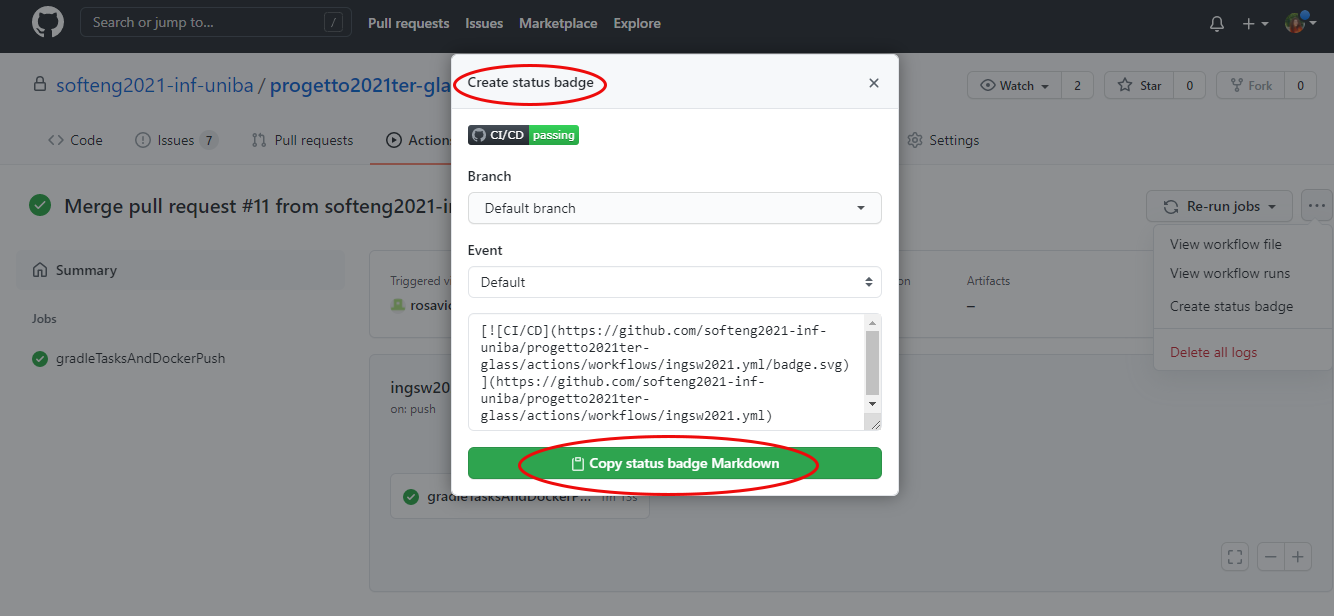 Search or jump to...
/
Pull requests
Issues
Marketplace
Explore
softeng2021-inf-uniba / progetto2021ter-gla
Watch
2
Star
0
Fork
0
Code
Issues 7
Pull requests
Actions
Settings
Merge pull request #11 from softeng2021-i
Re-run jobs
View workflow file
View workflow runs
Create status badge
Delete all logs
Summary
Jobs
gradleTasksAndDockerPush
Triggered vi
rosavio
on
Artifacts
–
ingsw20
on: push
gradleTasksAndDockerP...
1m 13s
Create status badge
CI/CD passing
Branch
Default branch
Event
Default
[![CI/CD](https://github.com/softeng2021-inf-
uniba/progetto2021ter-
glass/actions/workflows/ingsw2021.yml/badge.svg)
](https://github.com/softeng2021-inf-
uniba/progetto2021ter-
glass/actions/workflows/ingsw2021.yml)
Copy status badge Markdown